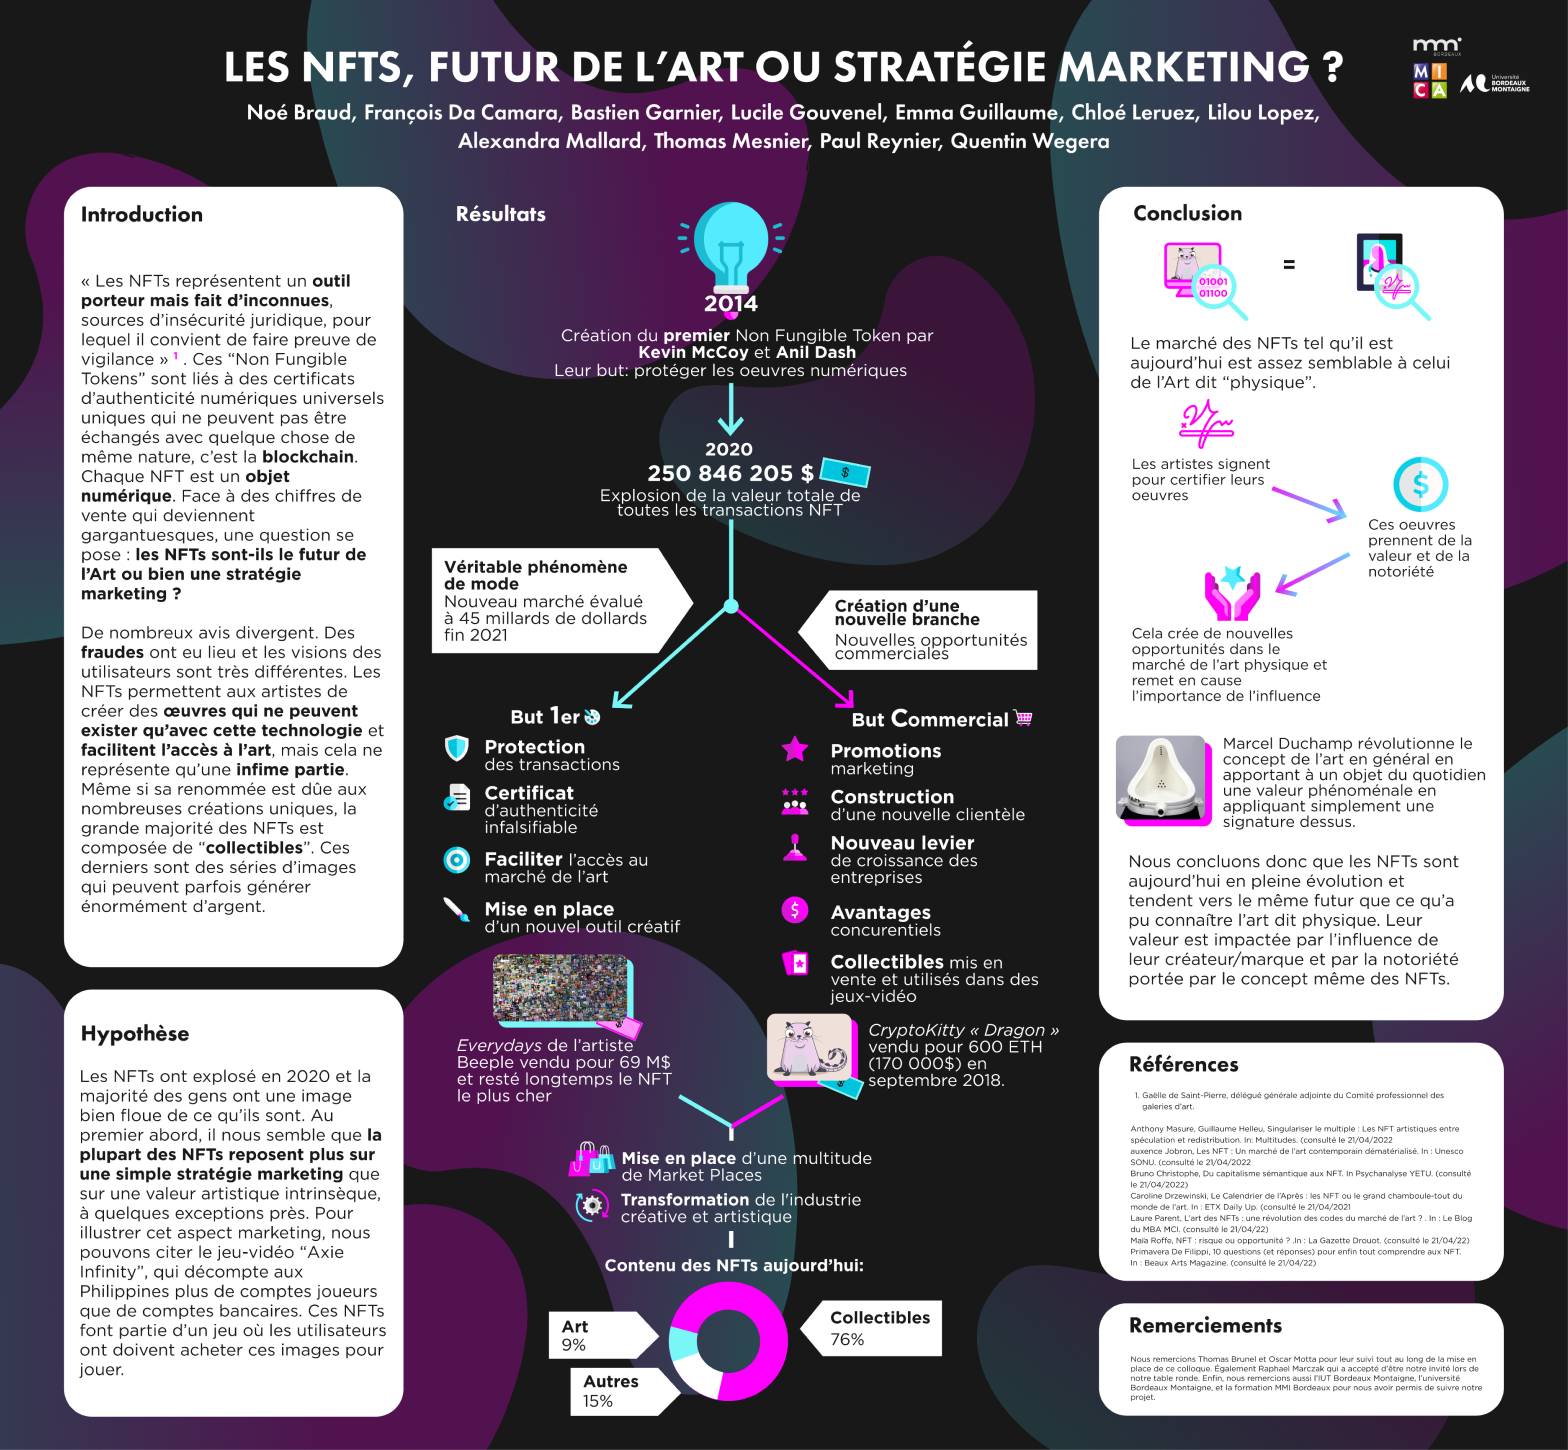 LES NFTS, FUTUR DE L'ART OU STRATÉGIE MARKETING ?
Noé Braud, François Da Camara, Bastien Garnier, Lucile Gouvenel, Emma Guillaume, Chloé Leruez, Lilou Lopez,
Alexandra Mallard, Thomas Mesnier, Paul Reynier, Quentin Wegera
mmi
BORDEAUX
MICA
Université
BORDEAUX
MONTAIGNE
Introduction
« Les NFTs représentent un outil
porteur mais fait d'inconnues,
sources d'insécurité juridique, pour
lequel il convient de faire preuve de
vigilance » 1 . Ces “Non Fungible
Tokens” sont liés à des certificats
d'authenticité numériques universels
uniques qui ne peuvent pas être
échangés avec quelque chose de
même nature, c'est la blockchain.
Chaque NFT est un objet
numérique. Face à des chiffres de
vente qui deviennent
gargantuesques, une question se
pose : les NFTs sont-ils le futur de
l'Art ou bien une stratégie
marketing ?
De nombreux avis divergent. Des
fraudes ont eu lieu et les visions des
utilisateurs sont très différentes. Les
NFTs permettent aux artistes de
créer des œuvres qui ne peuvent
exister qu'avec cette technologie et
facilitent l'accès à l'art, mais cela ne
représente qu'une infime partie.
Même si sa renommée est dûe aux
nombreuses créations uniques, la
grande majorité des NFTs est
composée de “collectibles”. Ces
derniers sont des séries d'images
qui peuvent parfois générer
énormément d'argent.
Hypothèse
Les NFTs ont explosé en 2020 et la
majorité des gens ont une image
bien floue de ce qu'ils sont. Au
premier abord, il nous semble que la
plupart des NFTs reposent plus sur
une simple stratégie marketing que
sur une valeur artistique intrinsèque,
à quelques exceptions près. Pour
illustrer cet aspect marketing, nous
pouvons citer le jeu-vidéo “Axie
Infinity”, qui décompte aux
Philippines plus de comptes joueurs
que de comptes bancaires. Ces NFTs
font partie d'un jeu où les utilisateurs
ont doivent acheter ces images pour
jouer.
Résultats
2014
Création du premier Non Fungible Token par
Kevin McCoy et Anil Dash
Leur but: protéger les oeuvres numériques
2020
250 846 205 $
$
Explosion de la valeur totale de
toutes les transactions NFT
Véritable phénomène
de mode
Nouveau marché évalué
à 45 millards de dollards
fin 2021
Création d'une
nouvelle branche
Nouvelles opportunités
commerciales
But 1er
Protection
des transactions
Certificat
d'authenticité
infalsifiable
Faciliter l'accès au
marché de l'art
Mise en place
d'un nouvel outil créatif
$
Everydays de l'artiste
Beeple vendu pour 69 M$
et resté longtemps le NFT
le plus cher
But Commercial
Promotions
marketing
Construction
d'une nouvelle clientèle
Nouveau levier
de croissance des
entreprises
$
Avantages
concurentiels
Collectibles mis en
vente et utilisés dans des
jeux-vidéo
$
CryptoKitty « Dragon »
vendu pour 600 ETH
(170 000$) en
septembre 2018.
Mise en place d'une multitude
de Market Places
Transformation de l'industrie
créative et artistique
Contenu des NFTs aujourd'hui:
Art
9%
Collectibles
76%
Autres
15%
Conclusion
01001
01100
=
Le marché des NFTs tel qu'il est
aujourd'hui est assez semblable à celui
de l'Art dit “physique”.
Les artistes signent
pour certifier leurs
oeuvres
$
Ces oeuvres
prennent de la
valeur et de la
notoriété
Cela crée de nouvelles
opportunités dans le
marché de l'art physique et
remet en cause
l'importance de l'influence
Marcel Duchamp révolutionne le
concept de l'art en général en
apportant à un objet du quotidien
une valeur phénoménale en
appliquant simplement une
signature dessus.
Nous concluons donc que les NFTs sont
aujourd'hui en pleine évolution et
tendent vers le même futur que ce qu'a
pu connaître l'art dit physique. Leur
valeur est impactée par l'influence de
leur créateur/marque et par la notoriété
portée par le concept même des NFTs.
Références
1. Gaëlle de Saint-Pierre, délégué générale adjointe du Comité professionnel des
galeries d'art.
Anthony Masure, Guillaume Helleu, Singulariser le multiple : Les NFT artistiques entre
spéculation et redistribution. In: Multitudes. (consulté le 21/04/2022
auxence Jobron, Les NFT : Un marché de l'art contemporain dématérialisé. In : Unesco
SONU. (consulté le 21/04/2022
Bruno Christophe, Du capitalisme sémantique aux NFT. In Psychanalyse YETU. (consulté
le 21/04/2022)
Caroline Drzewinski, Le Calendrier de l'Après : les NFT ou le grand chamboule-tout du
monde de l'art. In : ETX Daily Up. (consulté le 21/04/2021
Laure Parent, L'art des NFTs : une révolution des codes du marché de l'art ? . In : Le Blog
du MBA MCI. (consulté le 21/04/22)
Maïa Roffe, NFT : risque ou opportunité ? .In : La Gazette Drouot. (consulté le 21/04/22)
Primavera De Filippi, 10 questions (et réponses) pour enfin tout comprendre aux NFT.
In : Beaux Arts Magazine. (consulté le 21/04/22)
Remerciements
Nous remercions Thomas Brunel et Oscar Motta pour leur suivi tout au long de la mise en
place de ce colloque. Également Raphael Marczak qui a accepté d'être notre invité lors de
notre table ronde. Enfin, nous remercions aussi l'IUT Bordeaux Montaigne, l'université
Bordeaux Montaigne, et la formation MMI Bordeaux pour nous avoir permis de suivre notre
projet.